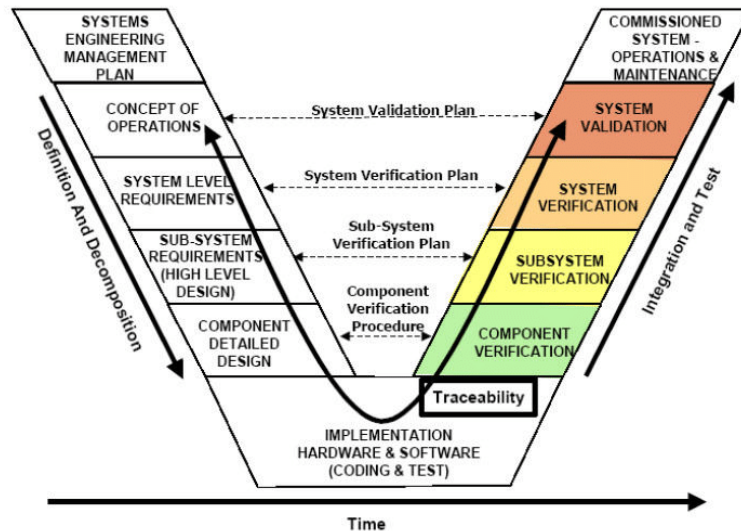 SYSTEMS
ENGINEERING
MANAGEMENT
PLAN
COMMISSIONED
SYSTEM -
OPERATIONS &
MAINTENANCE
CONCEPT OF
OPERATIONS
System Validation Plan
SYSTEM
VALIDATION
SYSTEM LEVEL
REQUIREMENTS
System Verification Plan
SYSTEM
VERIFICATION
SUB-SYSTEM
REQUIREMENTS
(HIGH LEVEL
DESIGN)
Sub-System
Verification Plan
SUBSYSTEM
VERIFICATION
COMPONENT
DETAILED
DESIGN
Component
Verification
Procedure
COMPONENT
VERIFICATION
Definition And Decomposition
Integration and Test
Traceability
IMPLEMENTATION
HARDWARE & SOFTWARE
(CODING & TEST)
Time